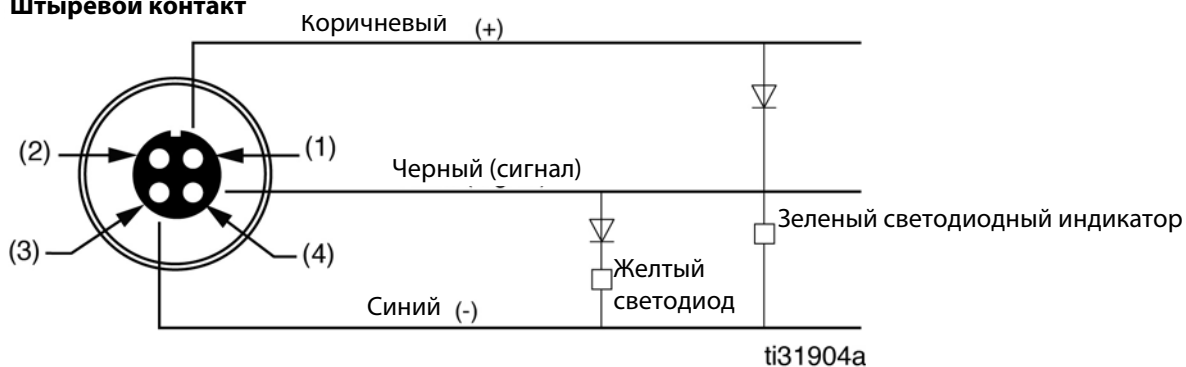 Штыревой контакт
Коричневый (+)
(2)
(1)
Черный (сигнал)
Зеленый светодиодный индикатор
(3)
(4)
Желтый
светодиод
Синий (-)
ti31904a